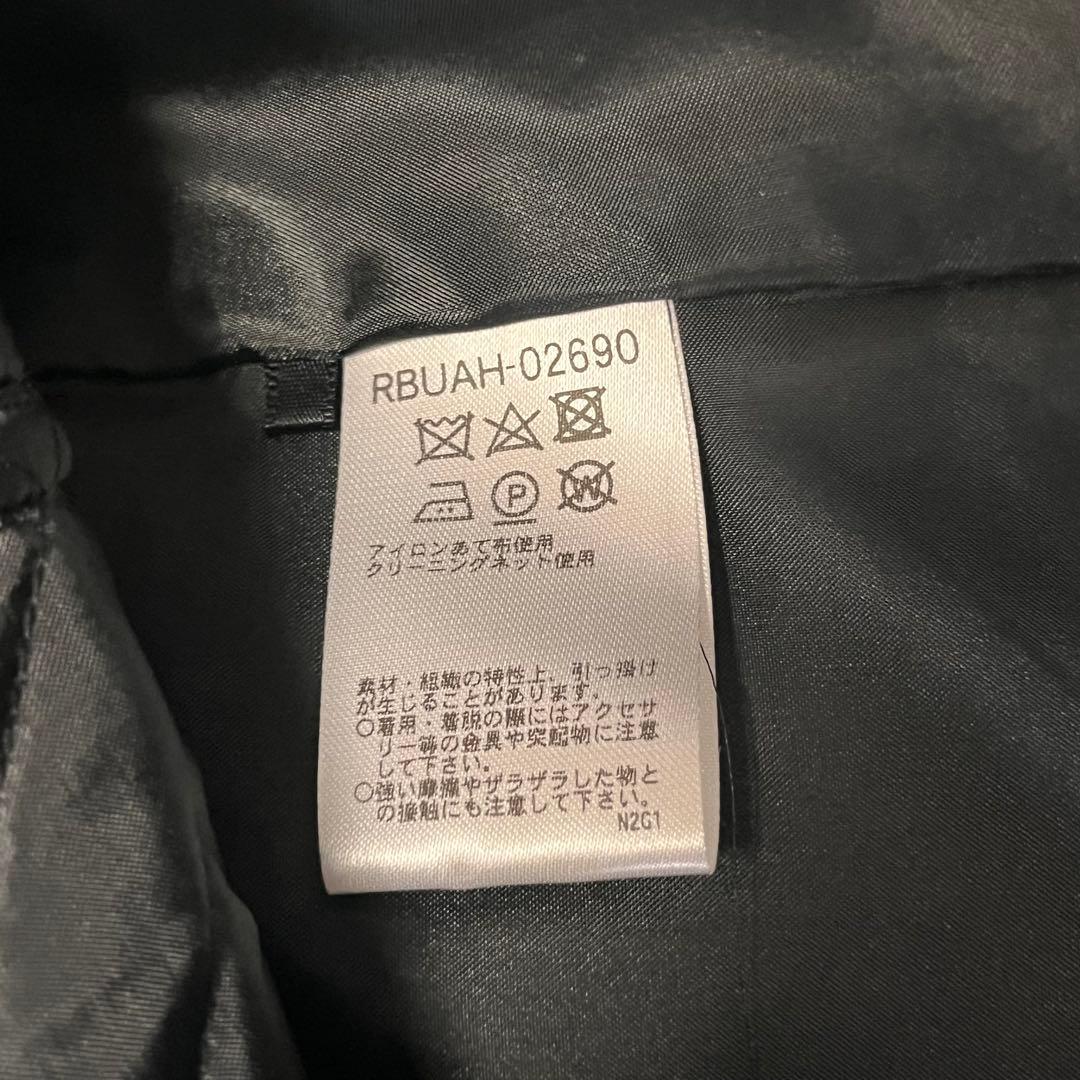 RBUAH-02690
P W
アイロンあて布使用
クリーニングネット使用
素材・組織の特性上、引っ掛け
が生じることがあります。
○着用・着脱の際にはアクセサ
リー等の金具や突起物に注意
して下さい。
○強い摩擦やザラザラした物と
の接触にも注意して下さい。
N2G1